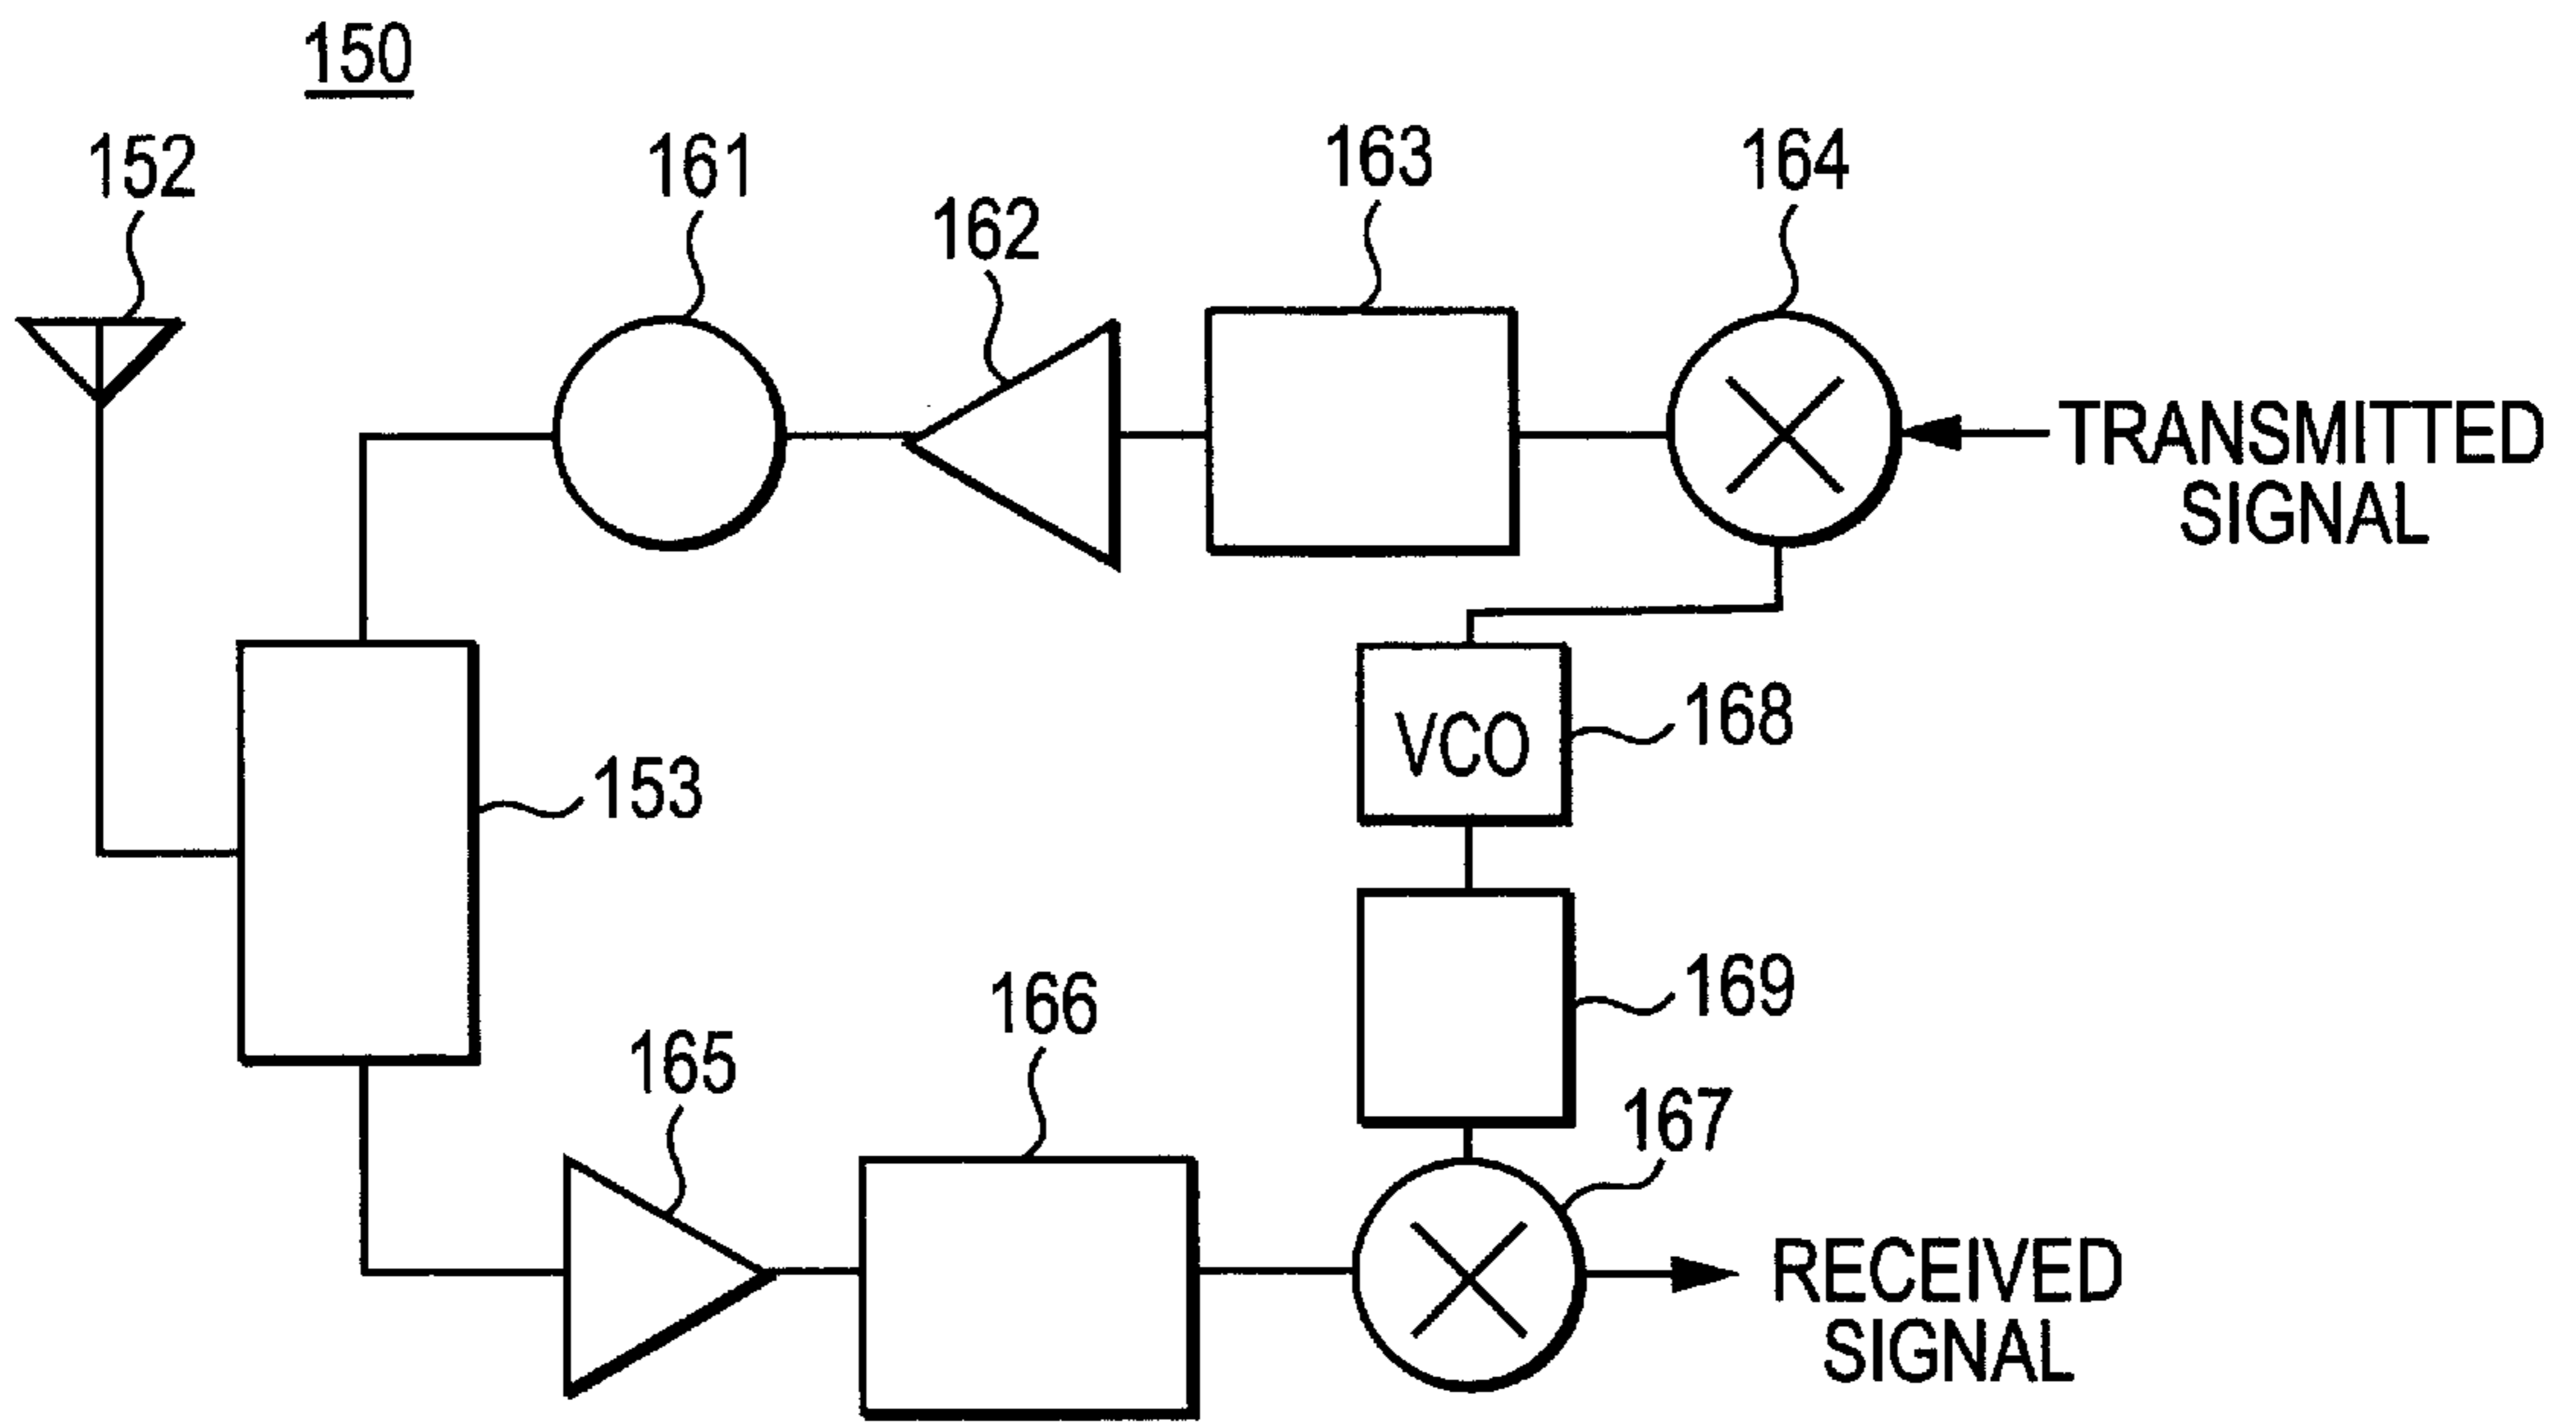 150
152
161
162
163
164
TRANSMITTED
SIGNAL
VCO
168
153
169
166
165
167
RECEIVED
SIGNAL